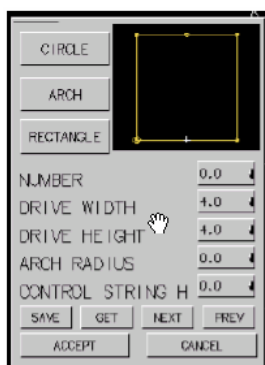 CIRCLE
ARCH
RECTANGLE
NUMBER 0.0
DRIVE WIDTH 4.0
DRIVE HEIGHT 4.0
ARCH RADIUS 0.0
CONTROL STRING H 0.0
SAVE GET NEXT PREV
ACCEPT CANCEL